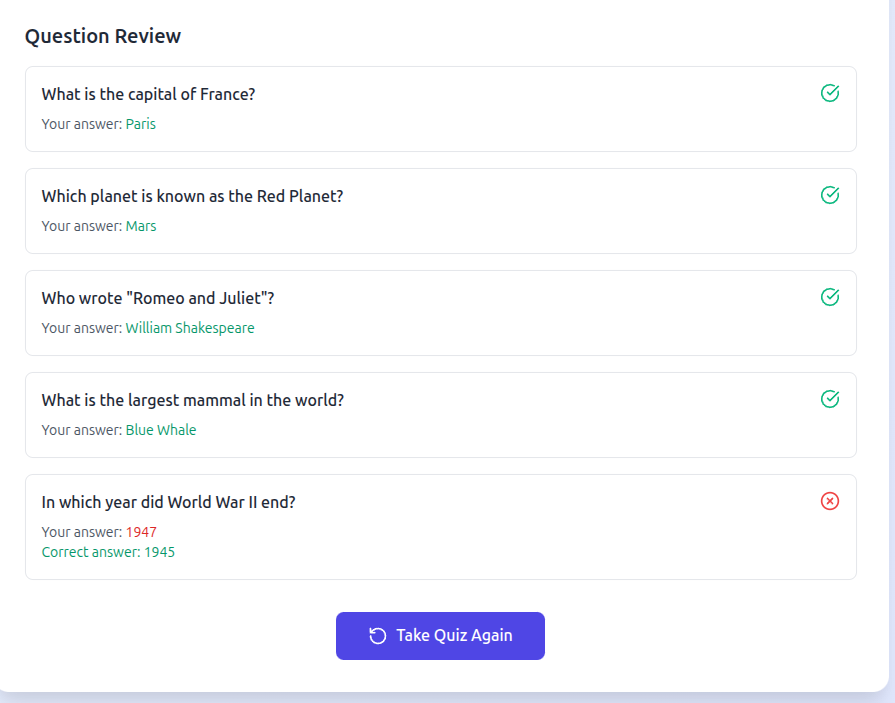 Question Review
What is the capital of France?
Your answer: Paris
Which planet is known as the Red Planet?
Your answer: Mars
Who wrote "Romeo and Juliet"?
Your answer: William Shakespeare
What is the largest mammal in the world?
Your answer: Blue Whale
In which year did World War II end?
Your answer: 1947
Correct answer: 1945
Take Quiz Again